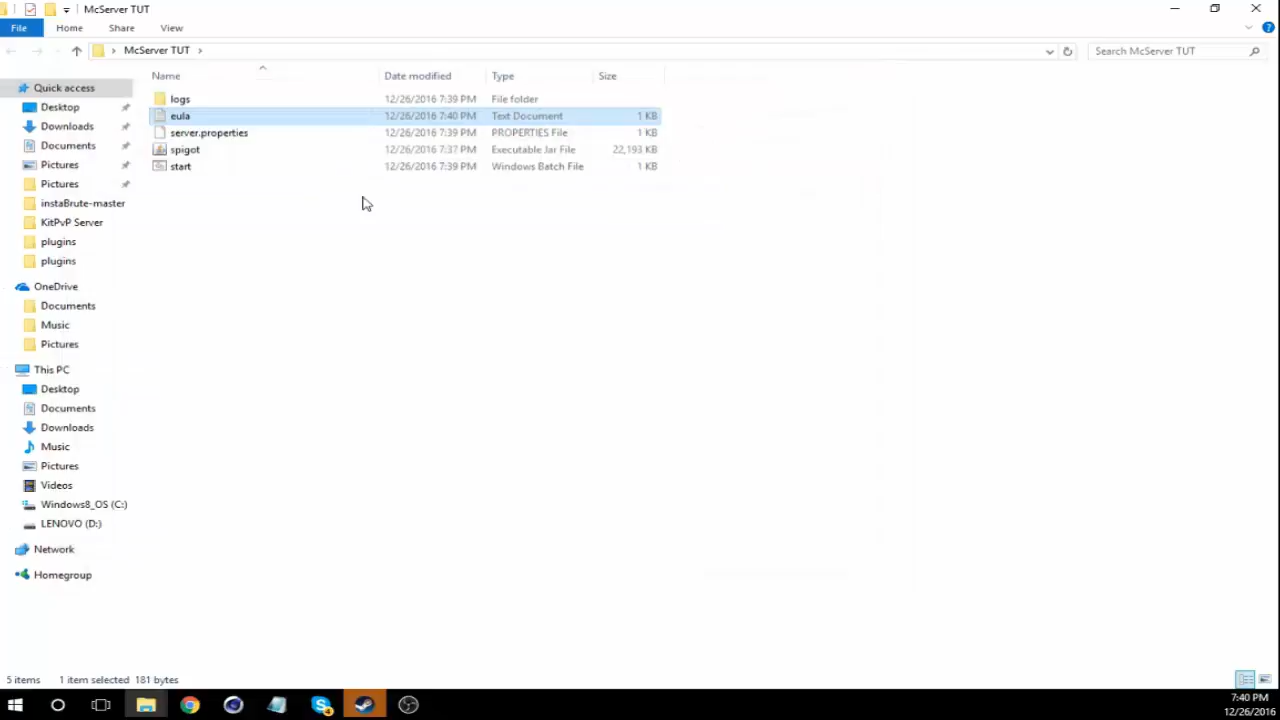 McServer TUT
File Home Share View
McServer TUT
Search McServer TUT
Name Date modified Type Size
logs 12/26/2016 7:39 PM File folder
eula 12/26/2016 7:40 PM Text Document 1 KB
server.properties 12/26/2016 7:39 PM PROPERTIES File 1 KB
spigot 12/26/2016 7:37 PM Executable Jar File 22,193 KB
start 12/26/2016 7:39 PM Windows Batch File 1 KB
Quick access
Desktop
Downloads
Documents
Pictures
Pictures
instaBrute-master
KitPvP Server
plugins
plugins
OneDrive
Documents
Music
Pictures
This PC
Desktop
Documents
Downloads
Music
Pictures
Videos
Windows8_OS (C:)
LENOVO (D:)
Network
Homegroup
5 items 1 item selected 181 bytes
7:40 PM
12/26/2016